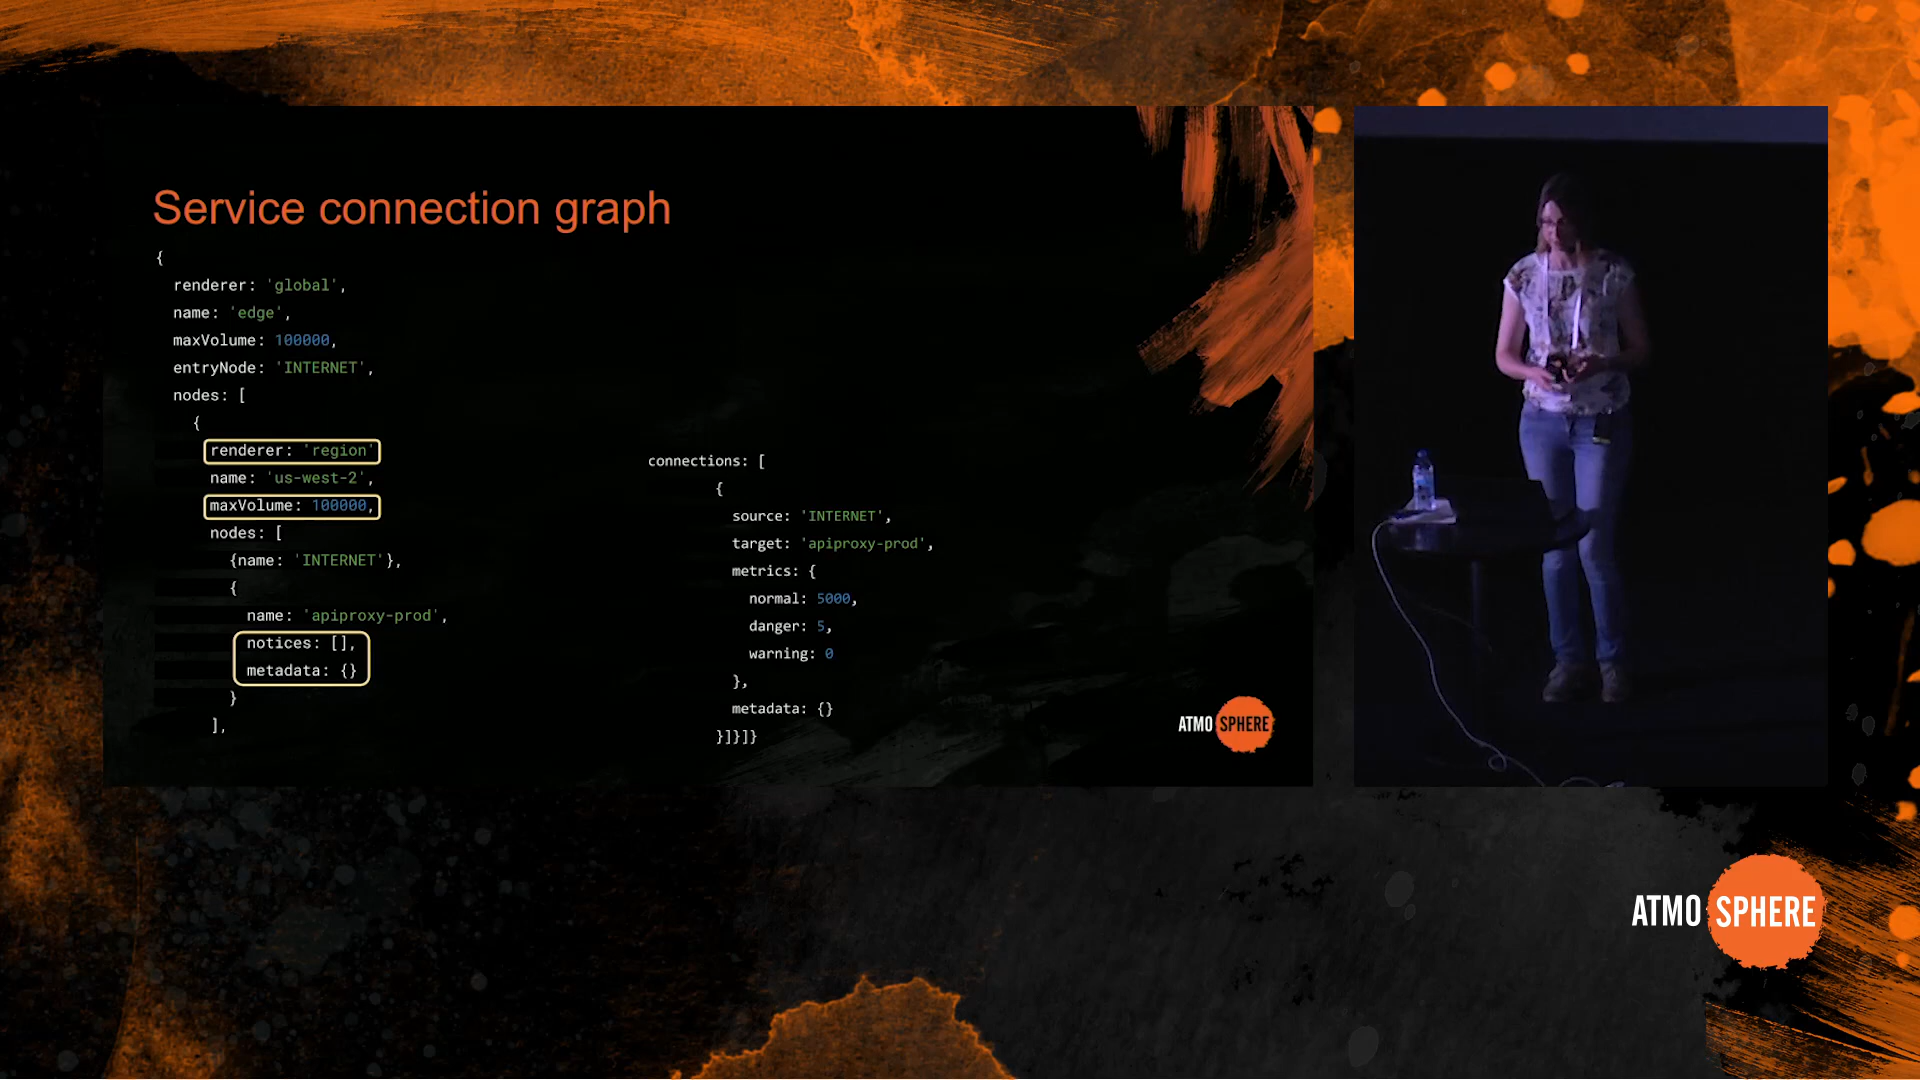 Service connection graph
{
renderer: 'global',
name: 'edge',
maxVolume: 100000,
entryNode: 'INTERNET',
nodes: [
{
renderer: 'region'
name: 'us-west-2',
maxVolume: 100000,
nodes: [
{name: 'INTERNET'},
{
name: 'apiproxy-prod',
notices: [],
metadata: {}
}
],
connections: [
{
source: 'INTERNET',
target: 'apiproxy-prod',
metrics: {
normal: 5000,
danger: 5,
warning: 0
},
metadata: {}
}]}]}
ATMO SPHERE
ATMO SPHERE